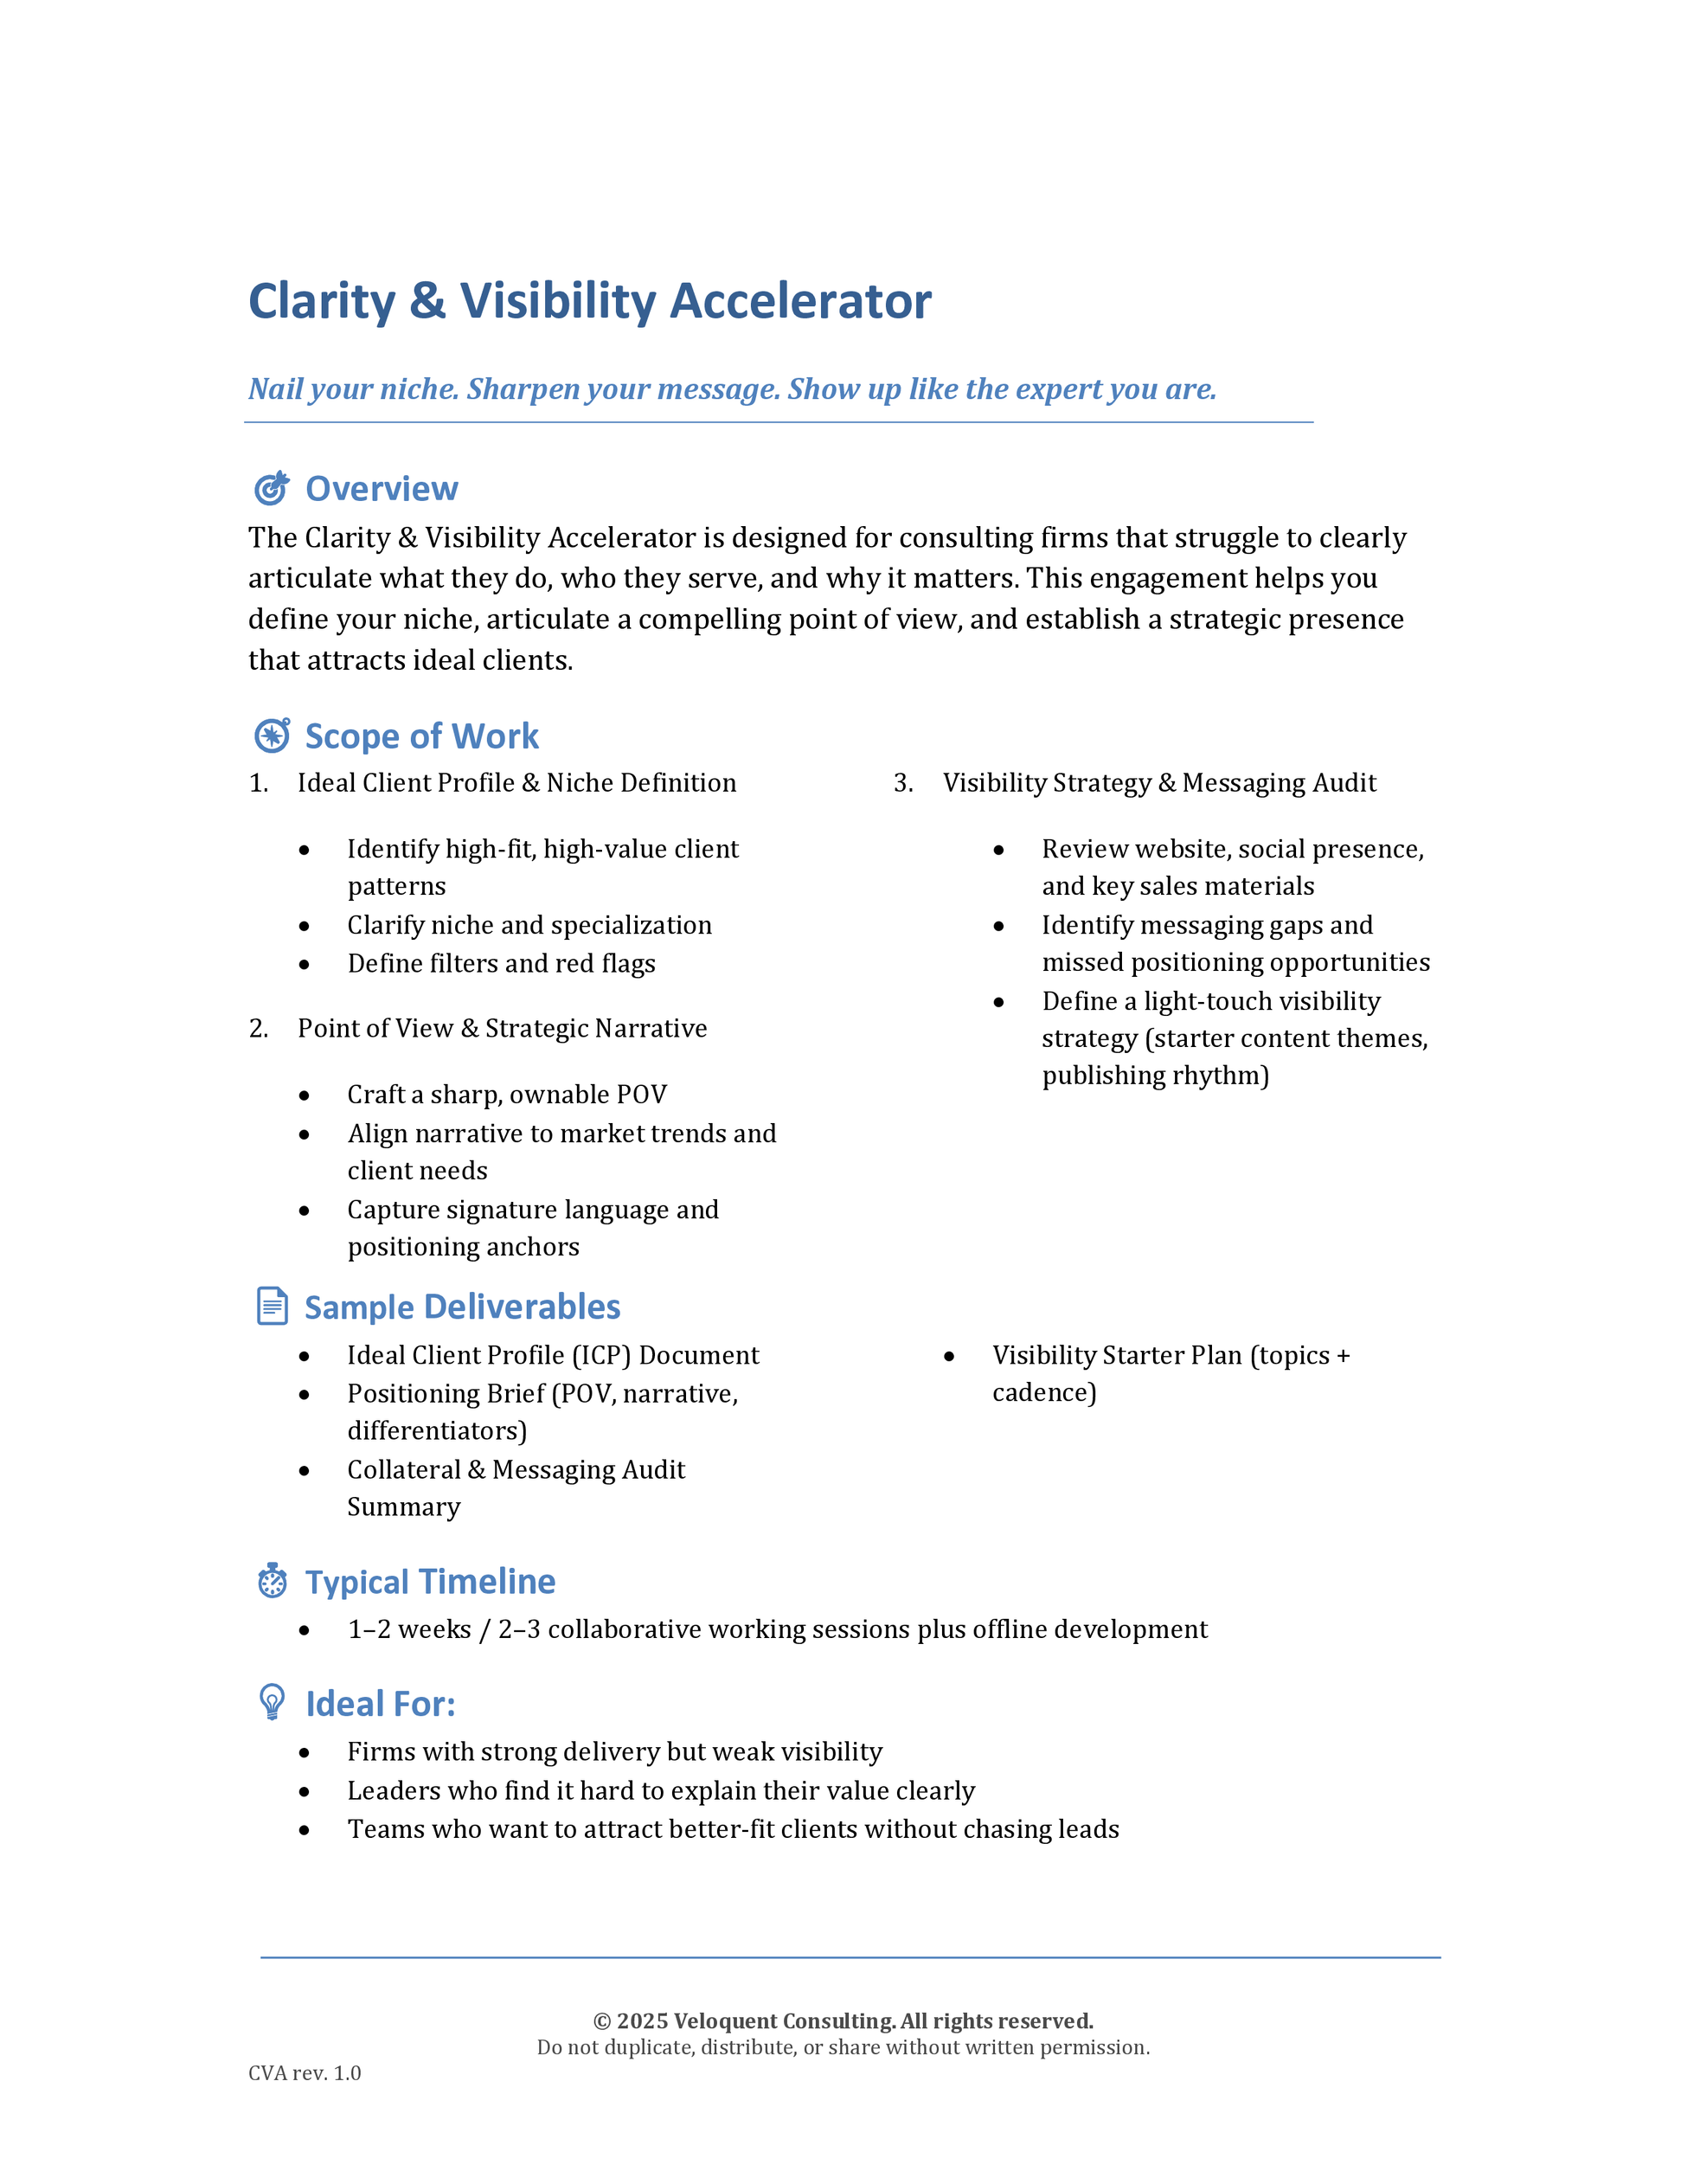 Clarity & Visibility Accelerator
Nail your niche. Sharpen your message. Show up like the expert you are.
Overview
The Clarity & Visibility Accelerator is designed for consulting firms that struggle to clearly
articulate what they do, who they serve, and why it matters. This engagement helps you
define your niche, articulate a compelling point of view, and establish a strategic presence
that attracts ideal clients.
Scope of Work
1. Ideal Client Profile & Niche Definition
• Identify high-fit, high-value client
patterns
• Clarify niche and specialization
• Define filters and red flags
2. Point of View & Strategic Narrative
• Craft a sharp, ownable POV
• Align narrative to market trends and
client needs
• Capture signature language and
positioning anchors
3. Visibility Strategy & Messaging Audit
• Review website, social presence,
and key sales materials
• Identify messaging gaps and
missed positioning opportunities
• Define a light-touch visibility
strategy (starter content themes,
publishing rhythm)
Sample Deliverables
• Ideal Client Profile (ICP) Document
• Positioning Brief (POV, narrative,
differentiators)
• Collateral & Messaging Audit
Summary
• Visibility Starter Plan (topics +
cadence)
Typical Timeline
• 1–2 weeks / 2–3 collaborative working sessions plus offline development
Ideal For:
• Firms with strong delivery but weak visibility
• Leaders who find it hard to explain their value clearly
• Teams who want to attract better-fit clients without chasing leads
© 2025 Veloquent Consulting. All rights reserved.
Do not duplicate, distribute, or share without written permission.
CVA rev. 1.0